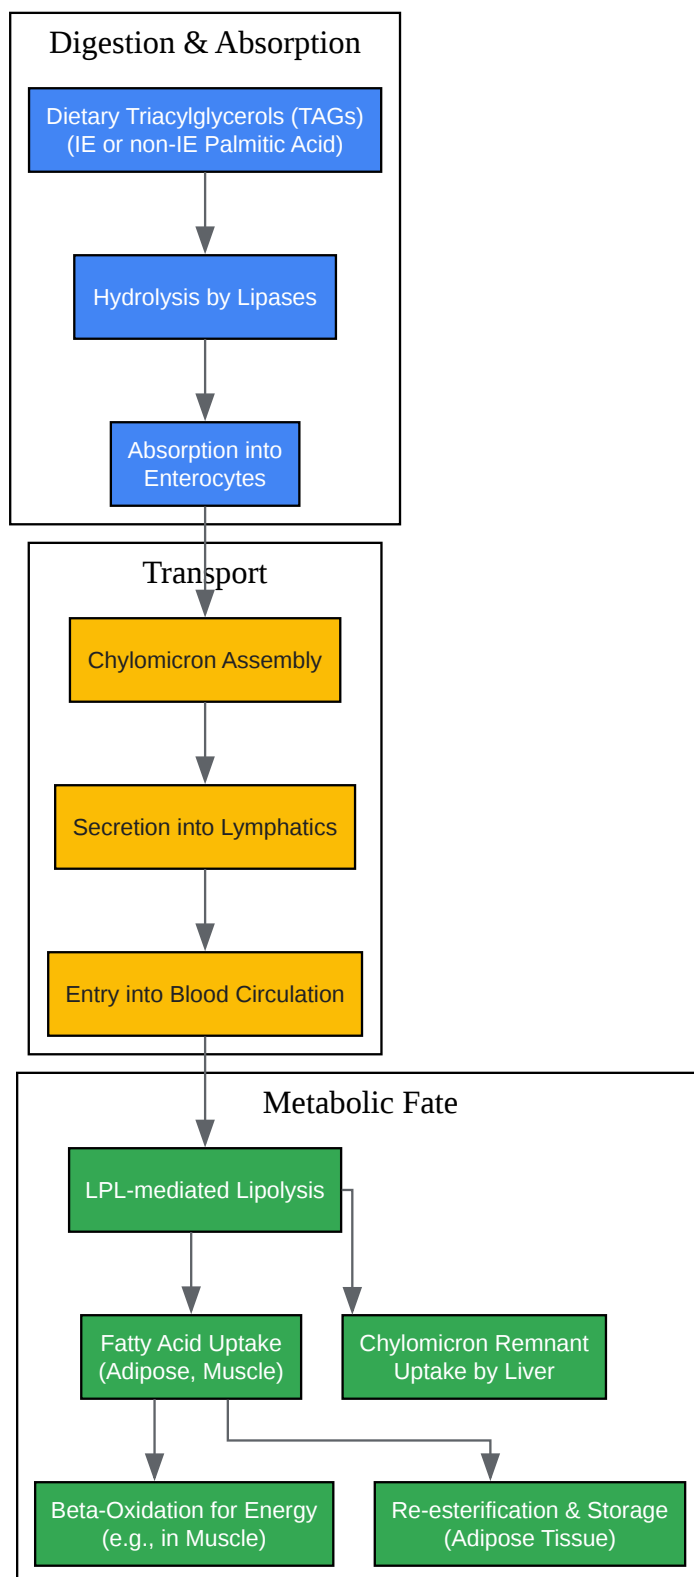 Digestion & Absorption
Dietary Triacylglycerols (TAGs)
(IE or non-IE Palmitic Acid)
Hydrolysis by Lipases
Absorption into
Enterocytes
Transport
Chylomicron Assembly
Secretion into Lymphatics
Entry into Blood Circulation
Metabolic Fate
LPL-mediated Lipolysis
Fatty Acid Uptake
(Adipose, Muscle)
Chylomicron Remnant
Uptake by Liver
Beta-Oxidation for Energy
(e.g., in Muscle)
Re-esterification & Storage
(Adipose Tissue)